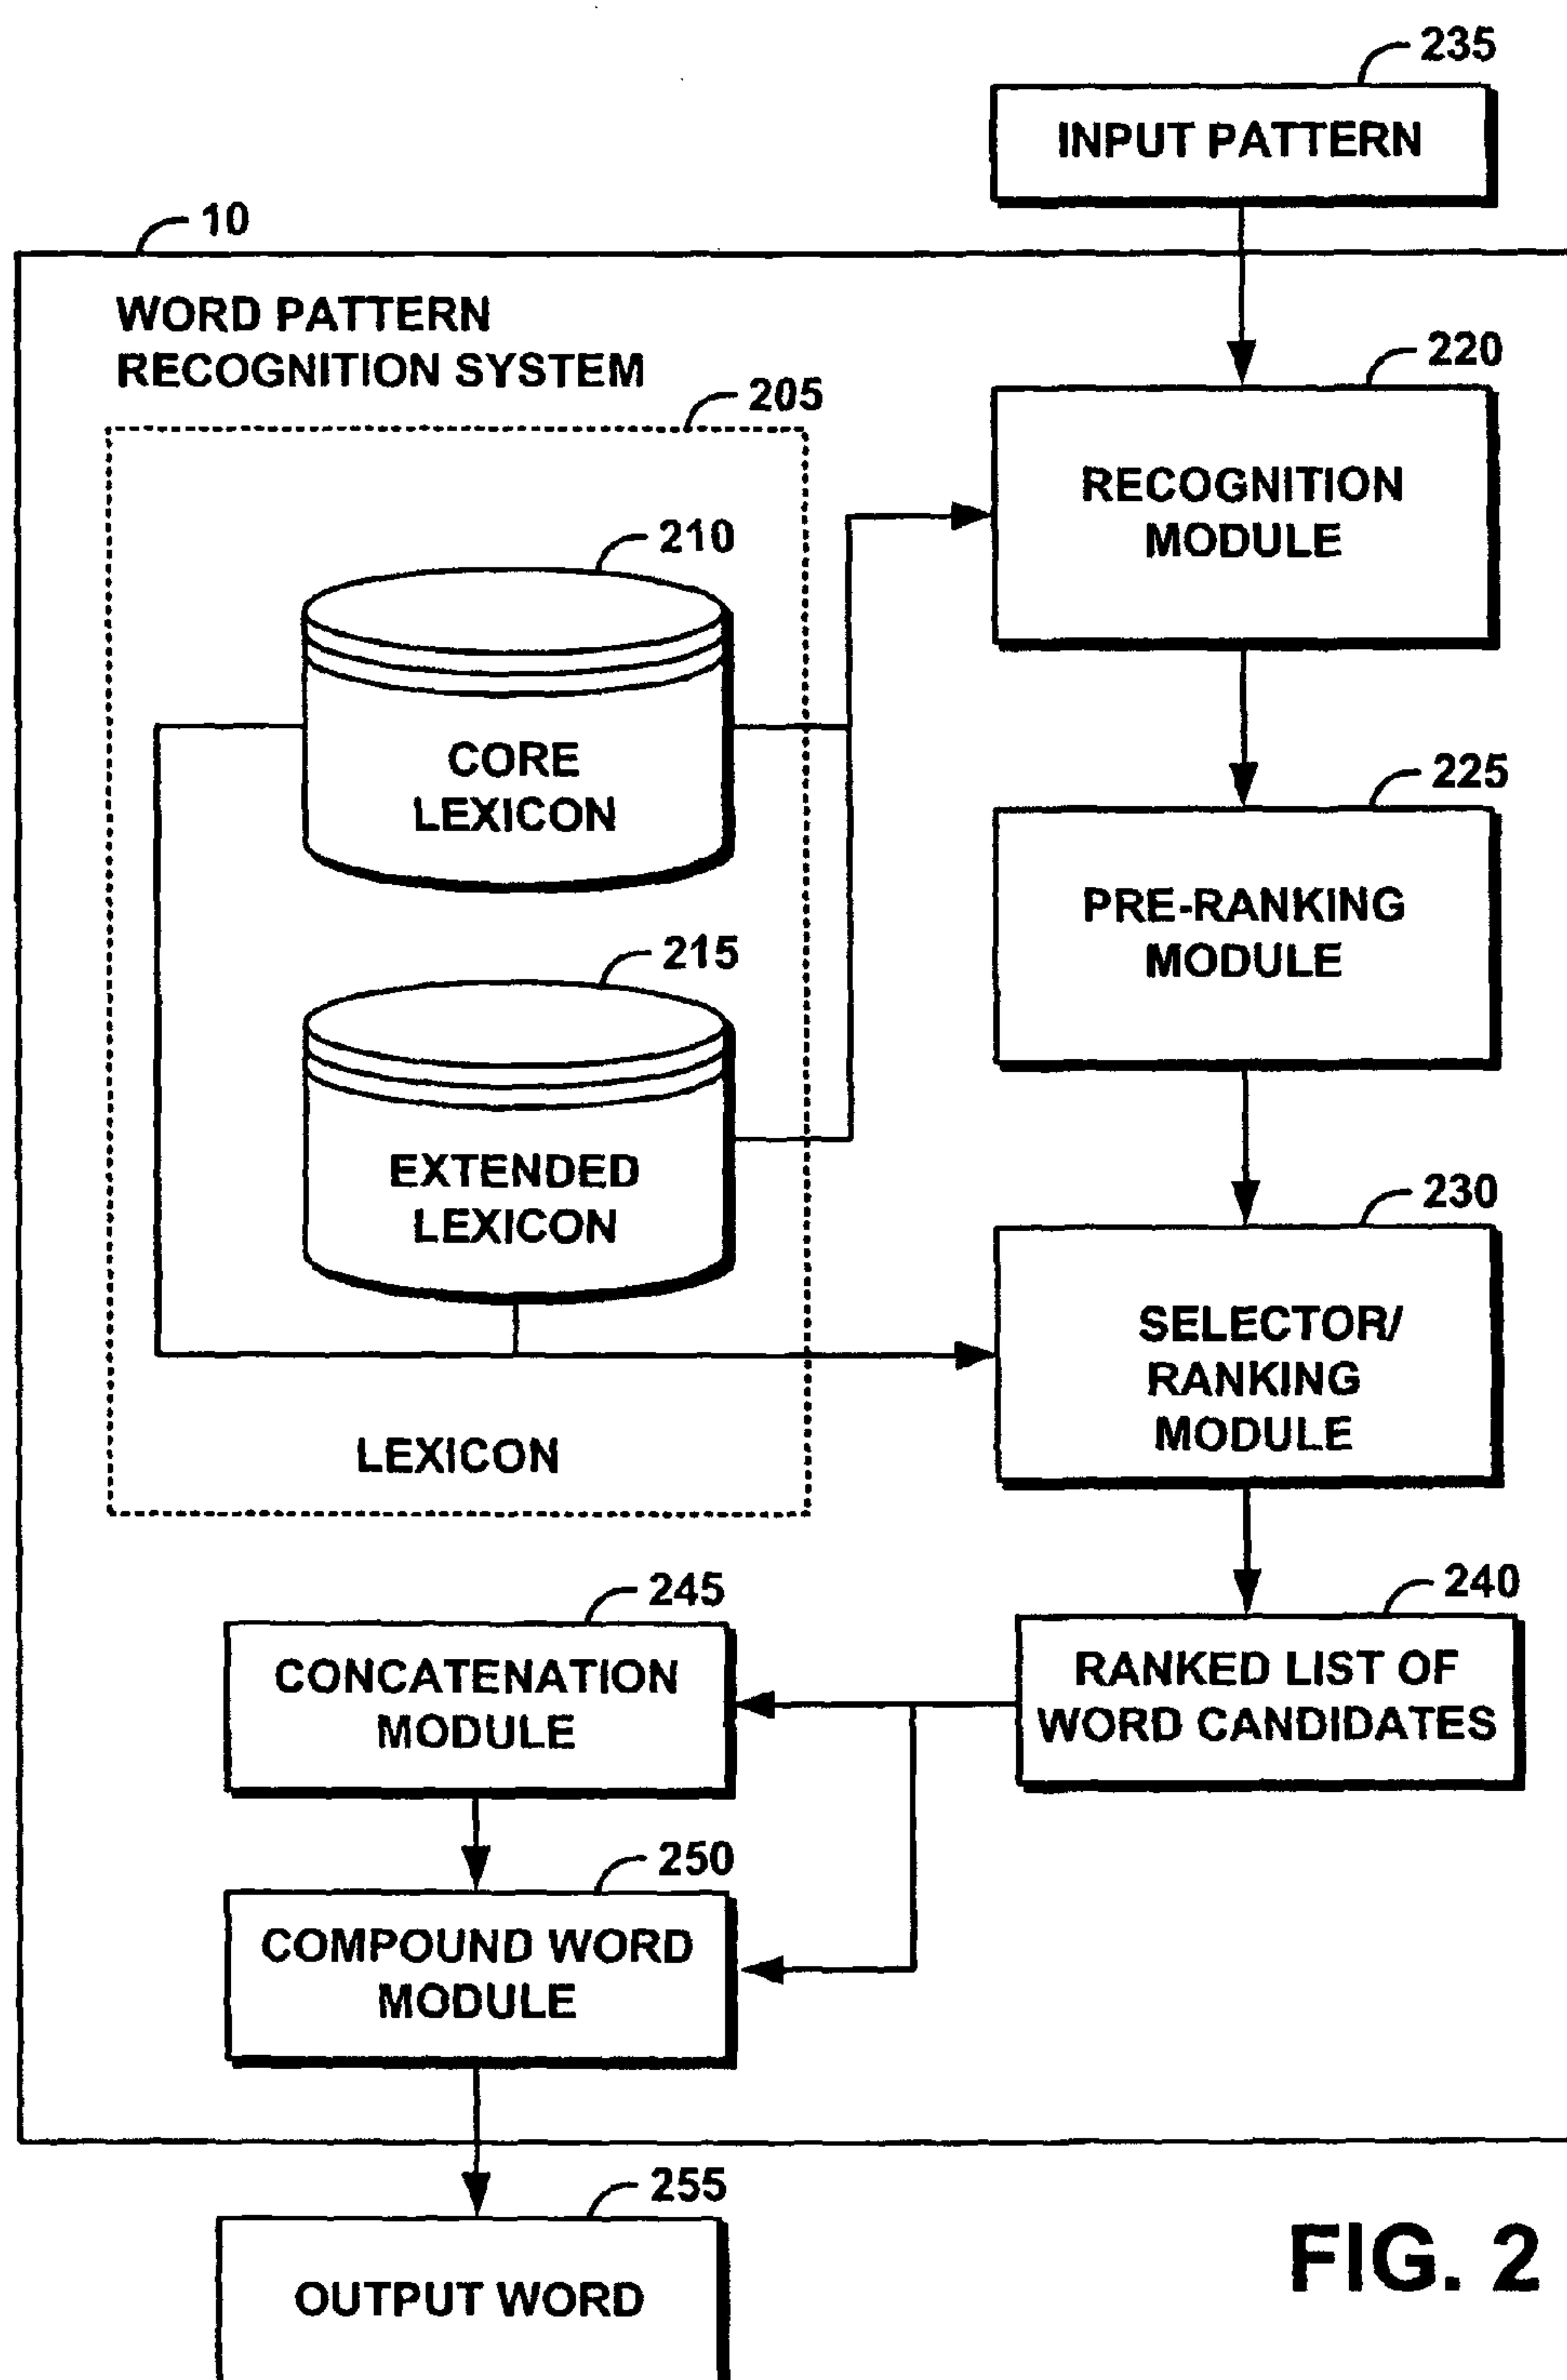 235
INPUT PATTERN
10
WORD PATTERN
RECOGNITION SYSTEM
205
220
RECOGNITION
MODULE
210
CORE
LEXICON
225
PRE-RANKING
MODULE
215
EXTENDED
LEXICON
230
SELECTOR/
RANKING
MODULE
LEXICON
245
CONCATENATION
MODULE
240
RANKED LIST OF
WORD CANDIDATES
250
COMPOUND WORD
MODULE
255
OUTPUT WORD
FIG. 2